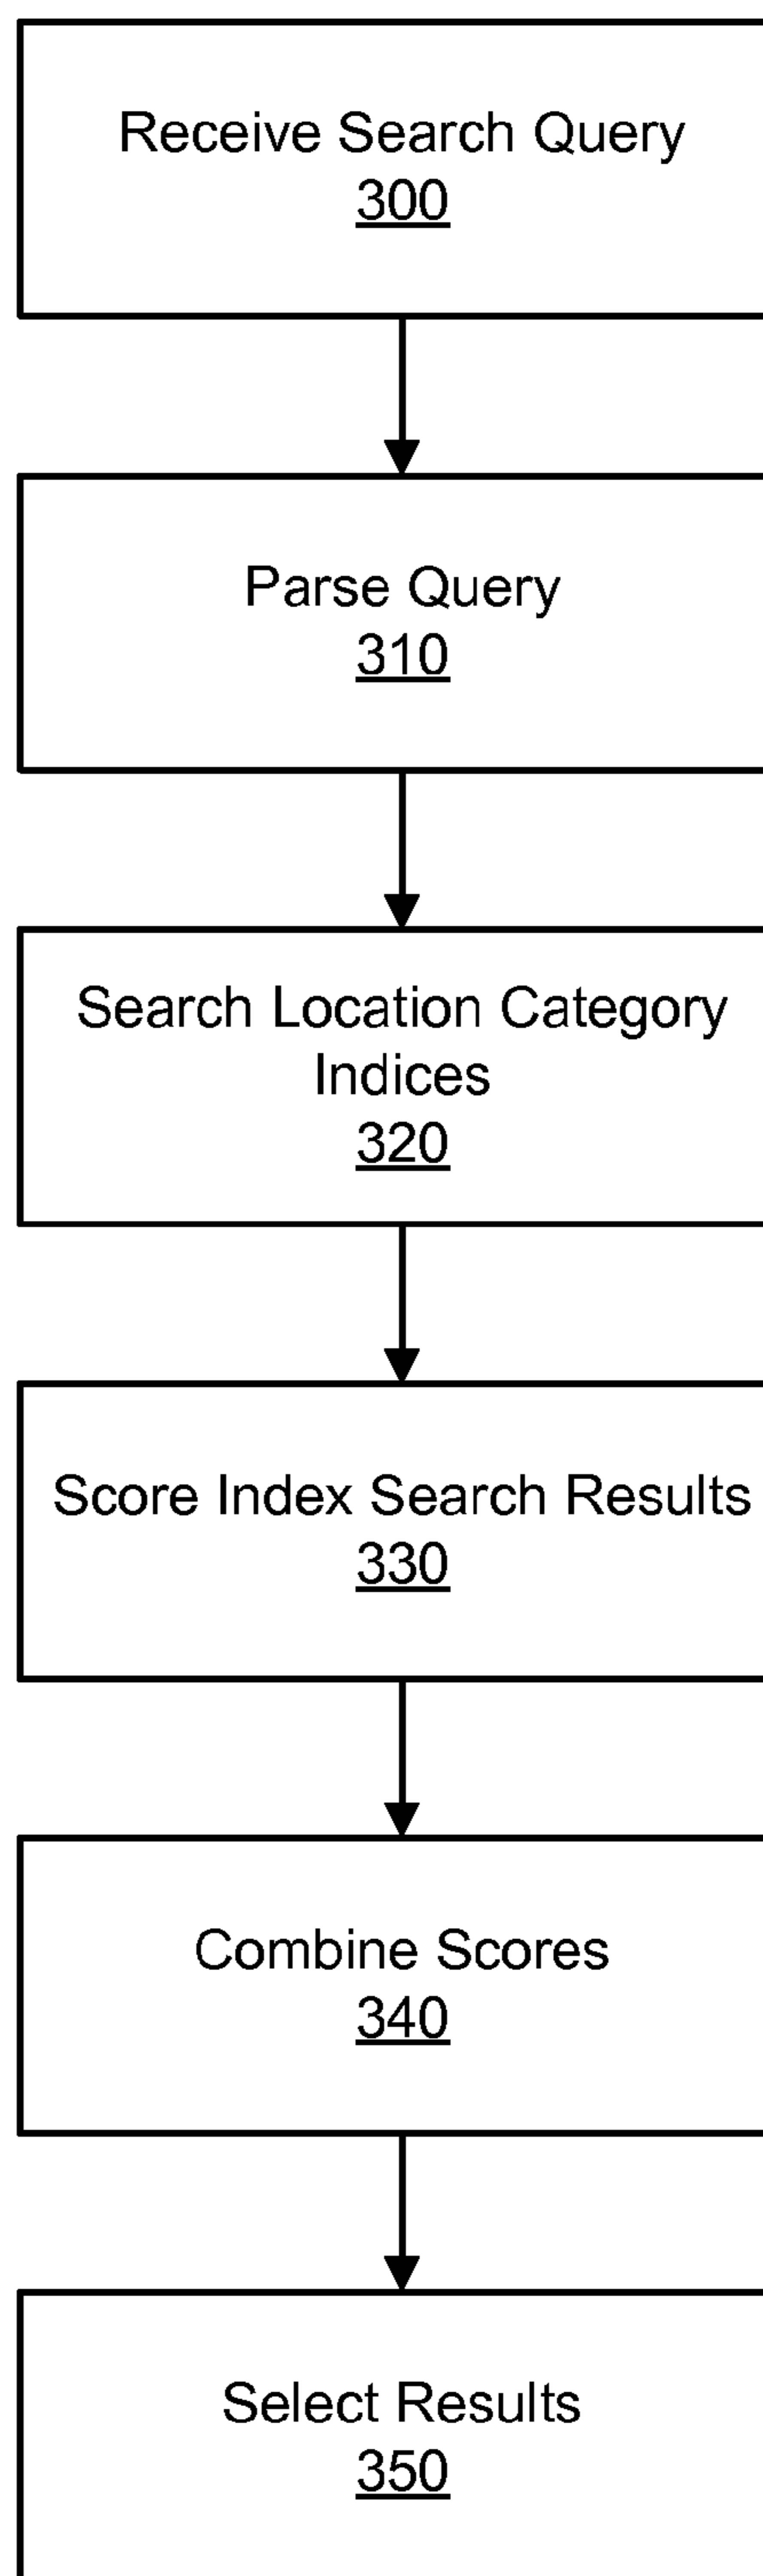 Receive Search Query
300
Parse Query
310
Search Location Category
Indices
320
Score Index Search Results
330
Combine Scores
340
Select Results
350